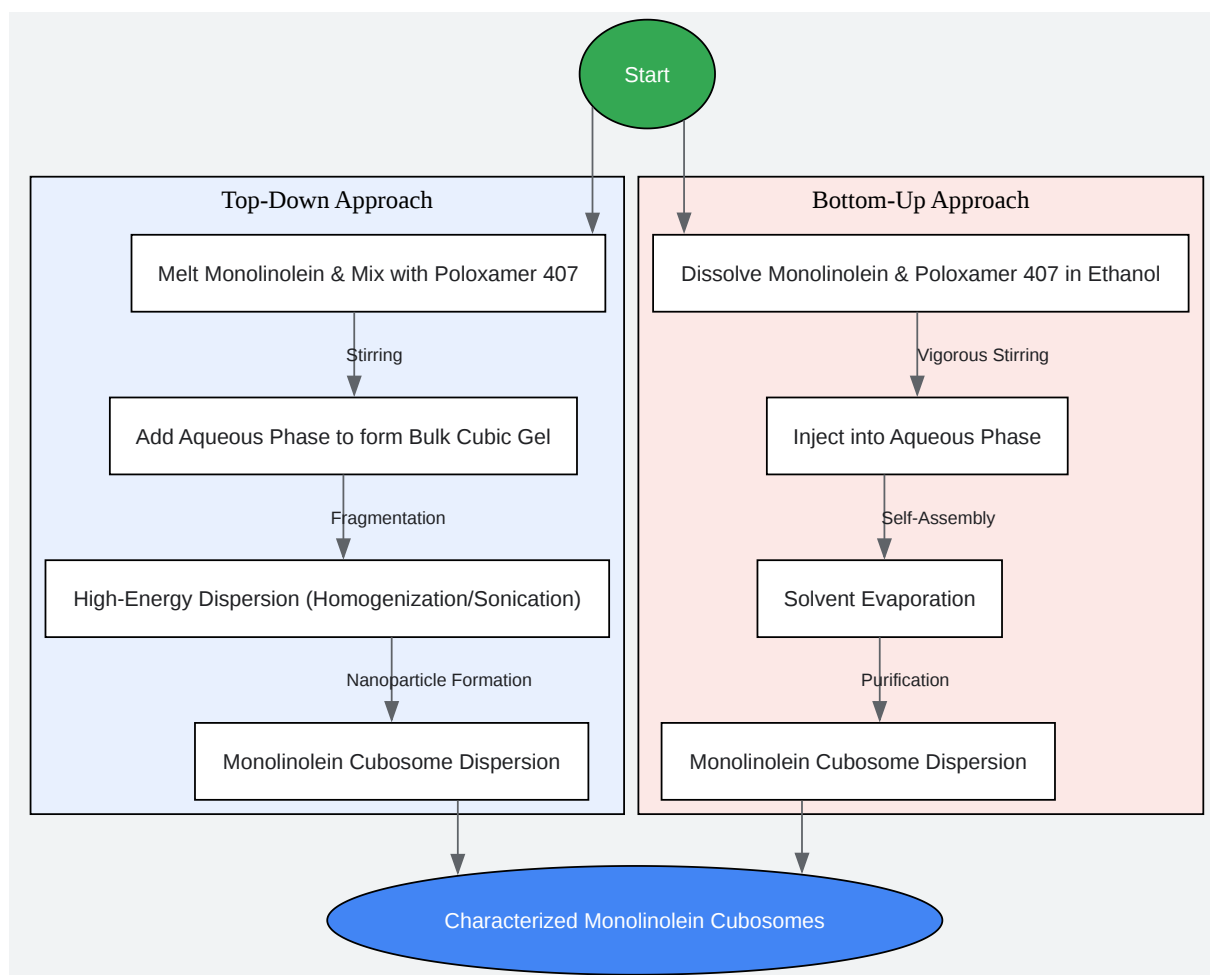 Start
Top-Down Approach
Melt Monolinolein & Mix with Poloxamer 407
Stirring
Add Aqueous Phase to form Bulk Cubic Gel
Fragmentation
High-Energy Dispersion (Homogenization/Sonication)
Nanoparticle Formation
Monolinolein Cubosome Dispersion
Bottom-Up Approach
Dissolve Monolinolein & Poloxamer 407 in Ethanol
Vigorous Stirring
Inject into Aqueous Phase
Self-Assembly
Solvent Evaporation
Purification
Monolinolein Cubosome Dispersion
Characterized Monolinolein Cubosomes